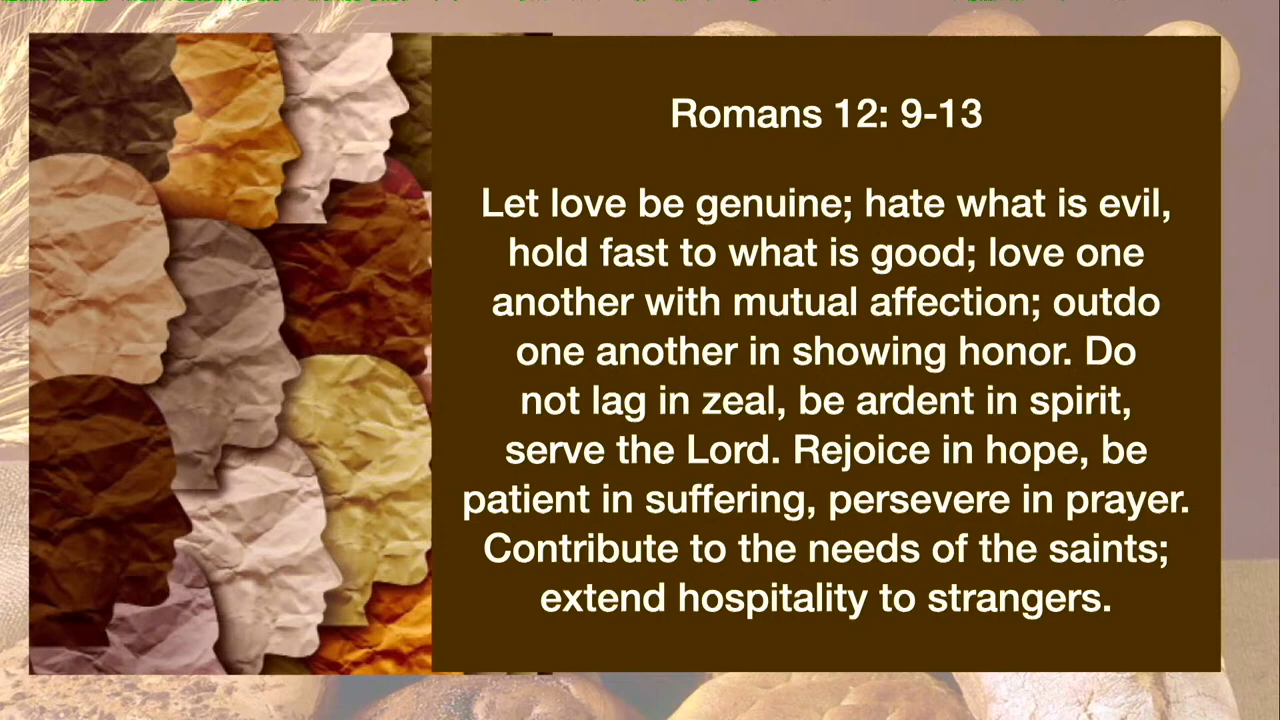 Romans 12: 9-13
Let love be genuine; hate what is evil,
hold fast to what is good; love one
another with mutual affection; outdo
one another in showing honor. Do
not lag in zeal, be ardent in spirit,
serve the Lord. Rejoice in hope, be
patient in suffering, persevere in prayer.
Contribute to the needs of the saints;
extend hospitality to strangers.